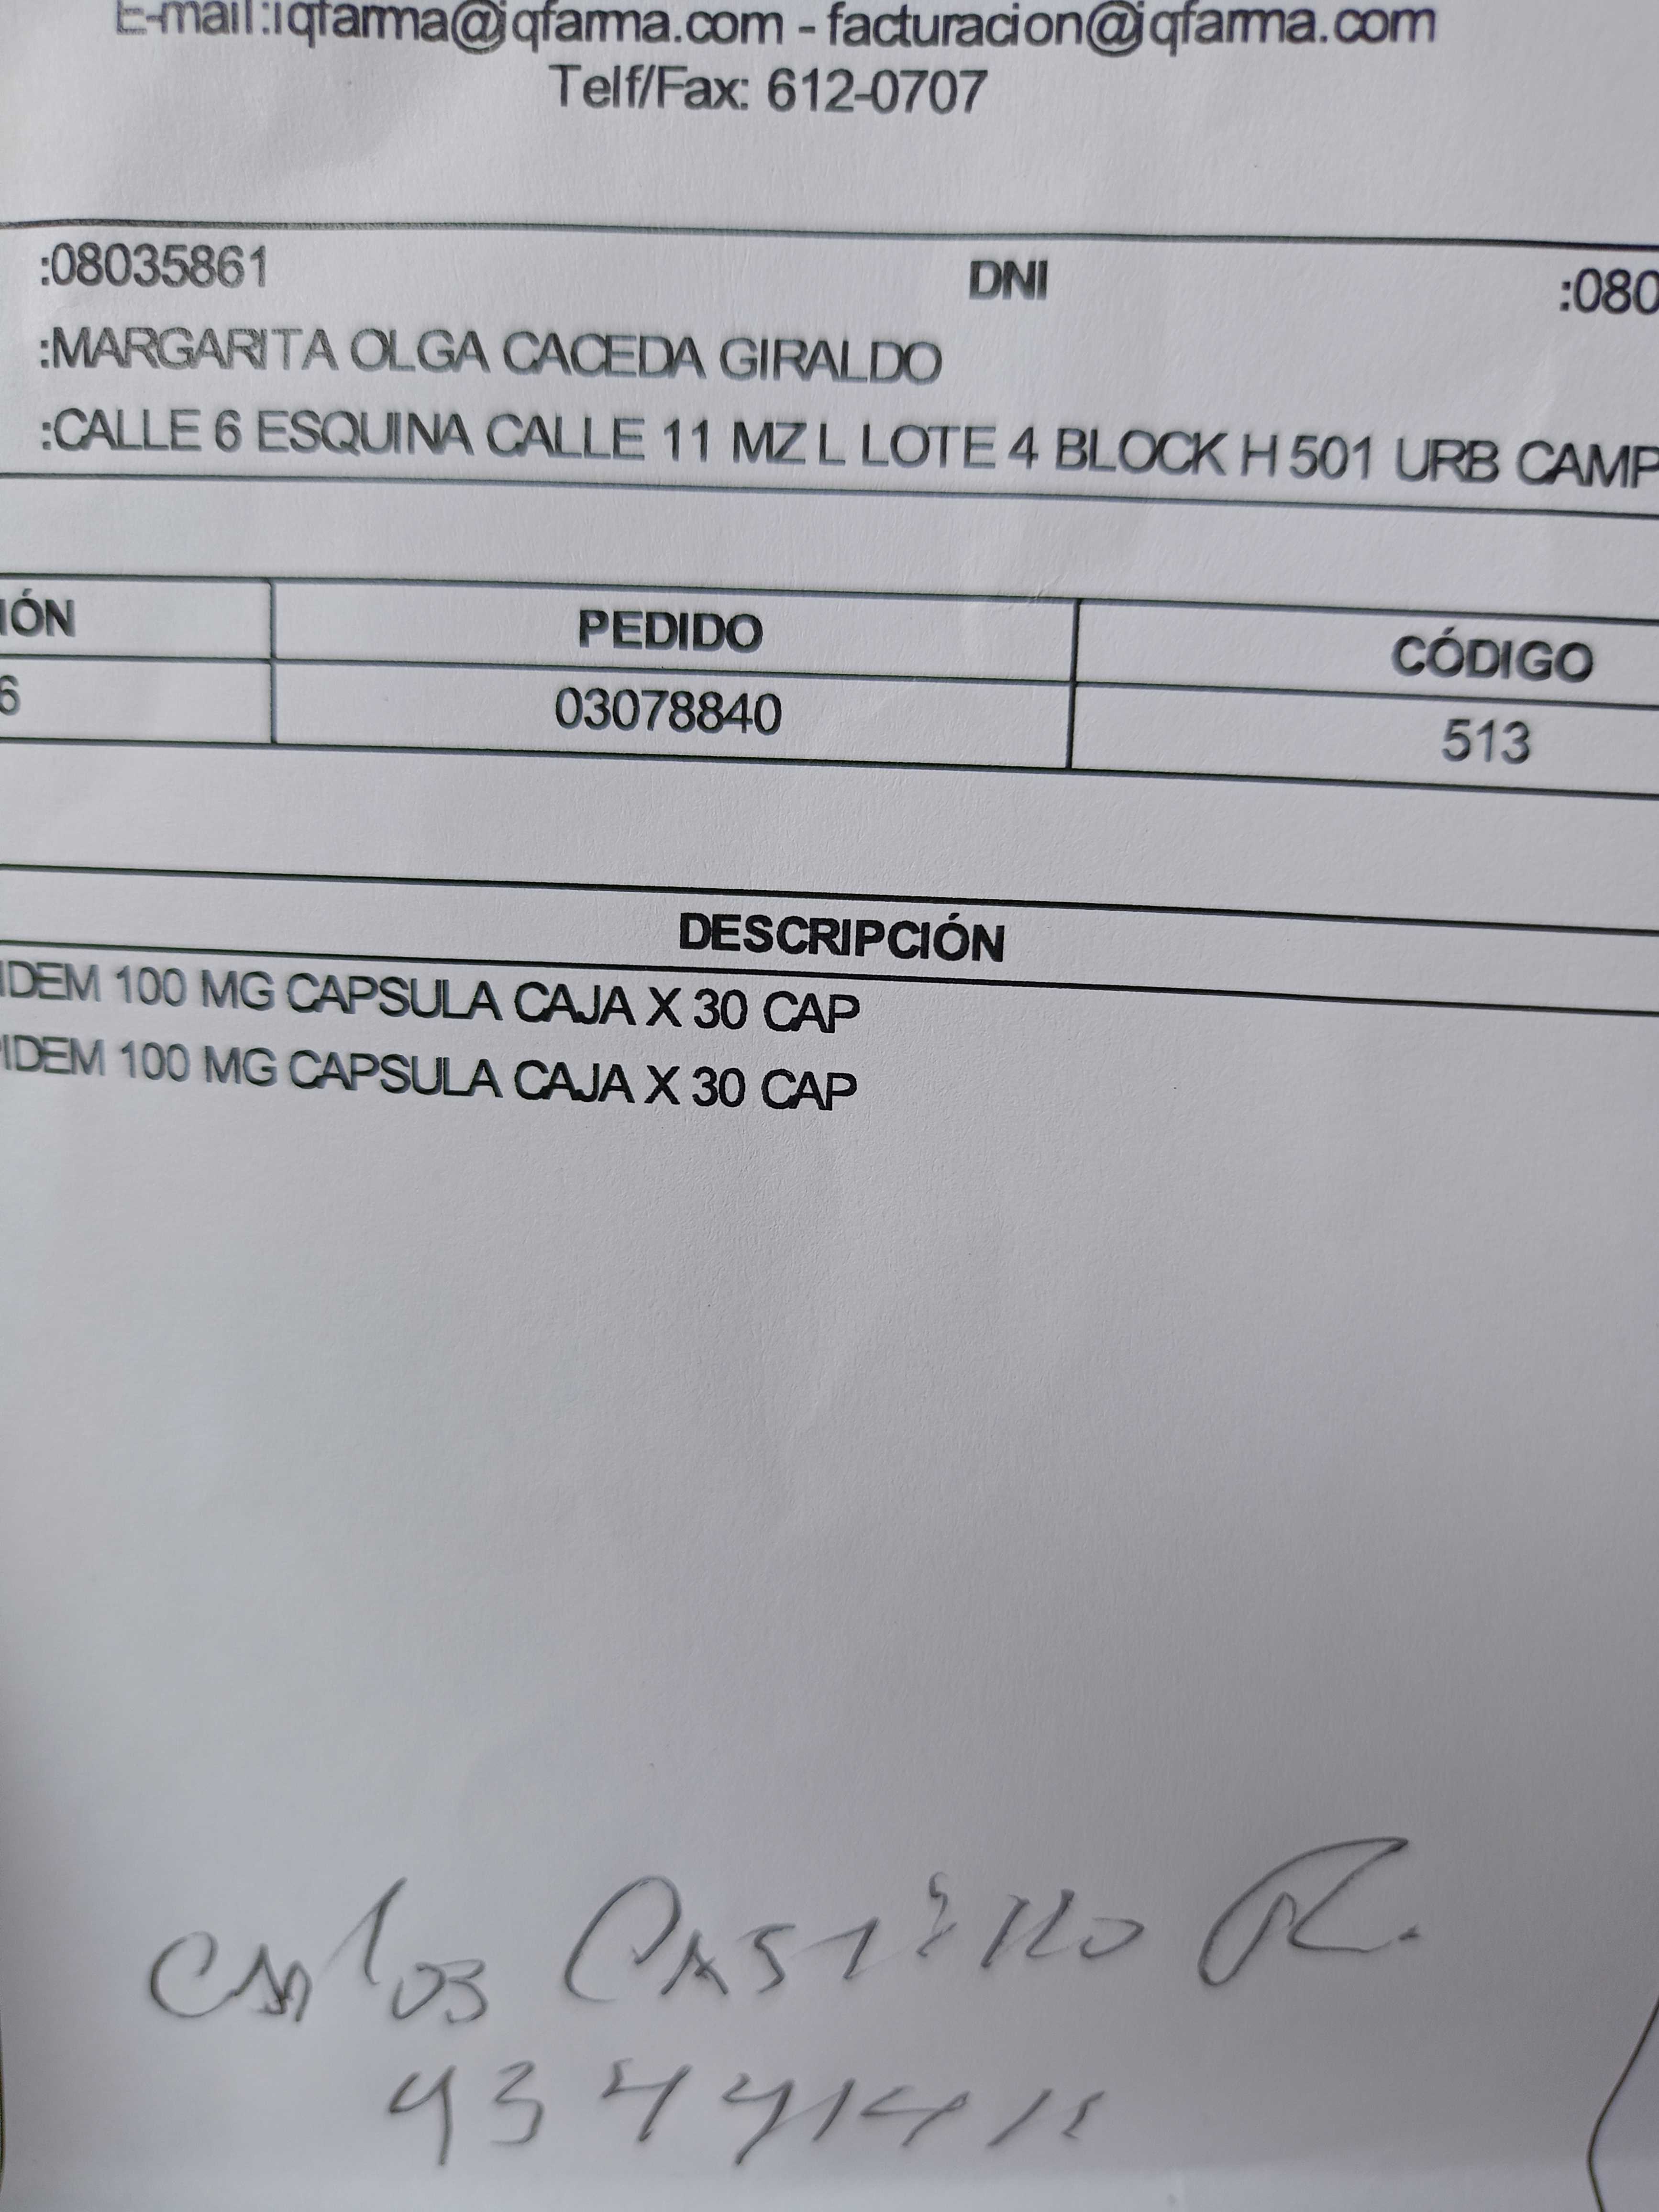 E-mail:iqfarma@iqfarma.com - facturacion@iqfarma.com
Telf/Fax: 612-0707
:08035861 DNI :080
:MARGARITA OLGA CACEDA GIRALDO
:CALLE 6 ESQUINA CALLE 11 MZ L LOTE 4 BLOCK H 501 URB CAMP
IÓN PEDIDO CÓDIGO
6 03078840 513
DESCRIPCIÓN
IDEM 100 MG CAPSULA CAJA X 30 CAP
IDEM 100 MG CAPSULA CAJA X 30 CAP
Carlos Castillo R.